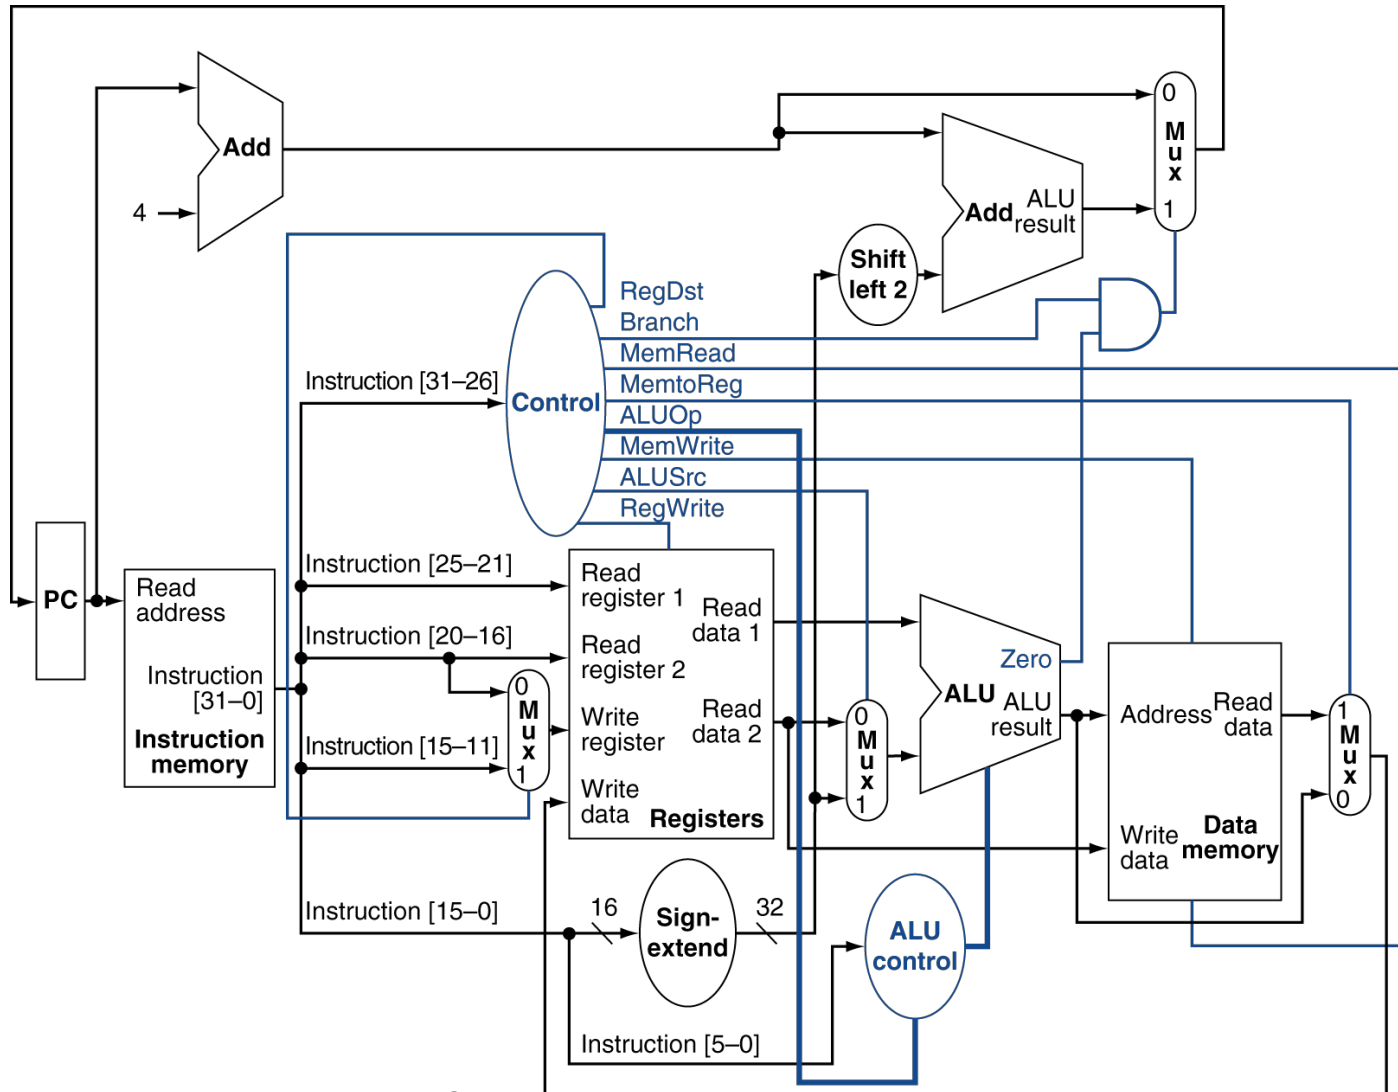 0
M
u
x
1
Add
4
Add
ALU
result
Shift
left 2
RegDst
Branch
MemRead
MemtoReg
ALUOp
MemWrite
ALUSrc
RegWrite
Instruction [31–26]
Control
PC
Read
address
Instruction
[31–0]
Instruction
memory
Instruction [25–21]
Instruction [20–16]
Instruction [15–11]
0
M
u
x
1
Read
register 1
Read
register 2
Write
register
Write
data
Read
data 1
Read
data 2
Registers
0
M
u
x
1
Zero
ALU
ALU
result
Address
Read
data
Write
data
Data
memory
1
M
u
x
0
Instruction [15–0]
16
Sign-
extend
32
ALU
control
Instruction [5–0]